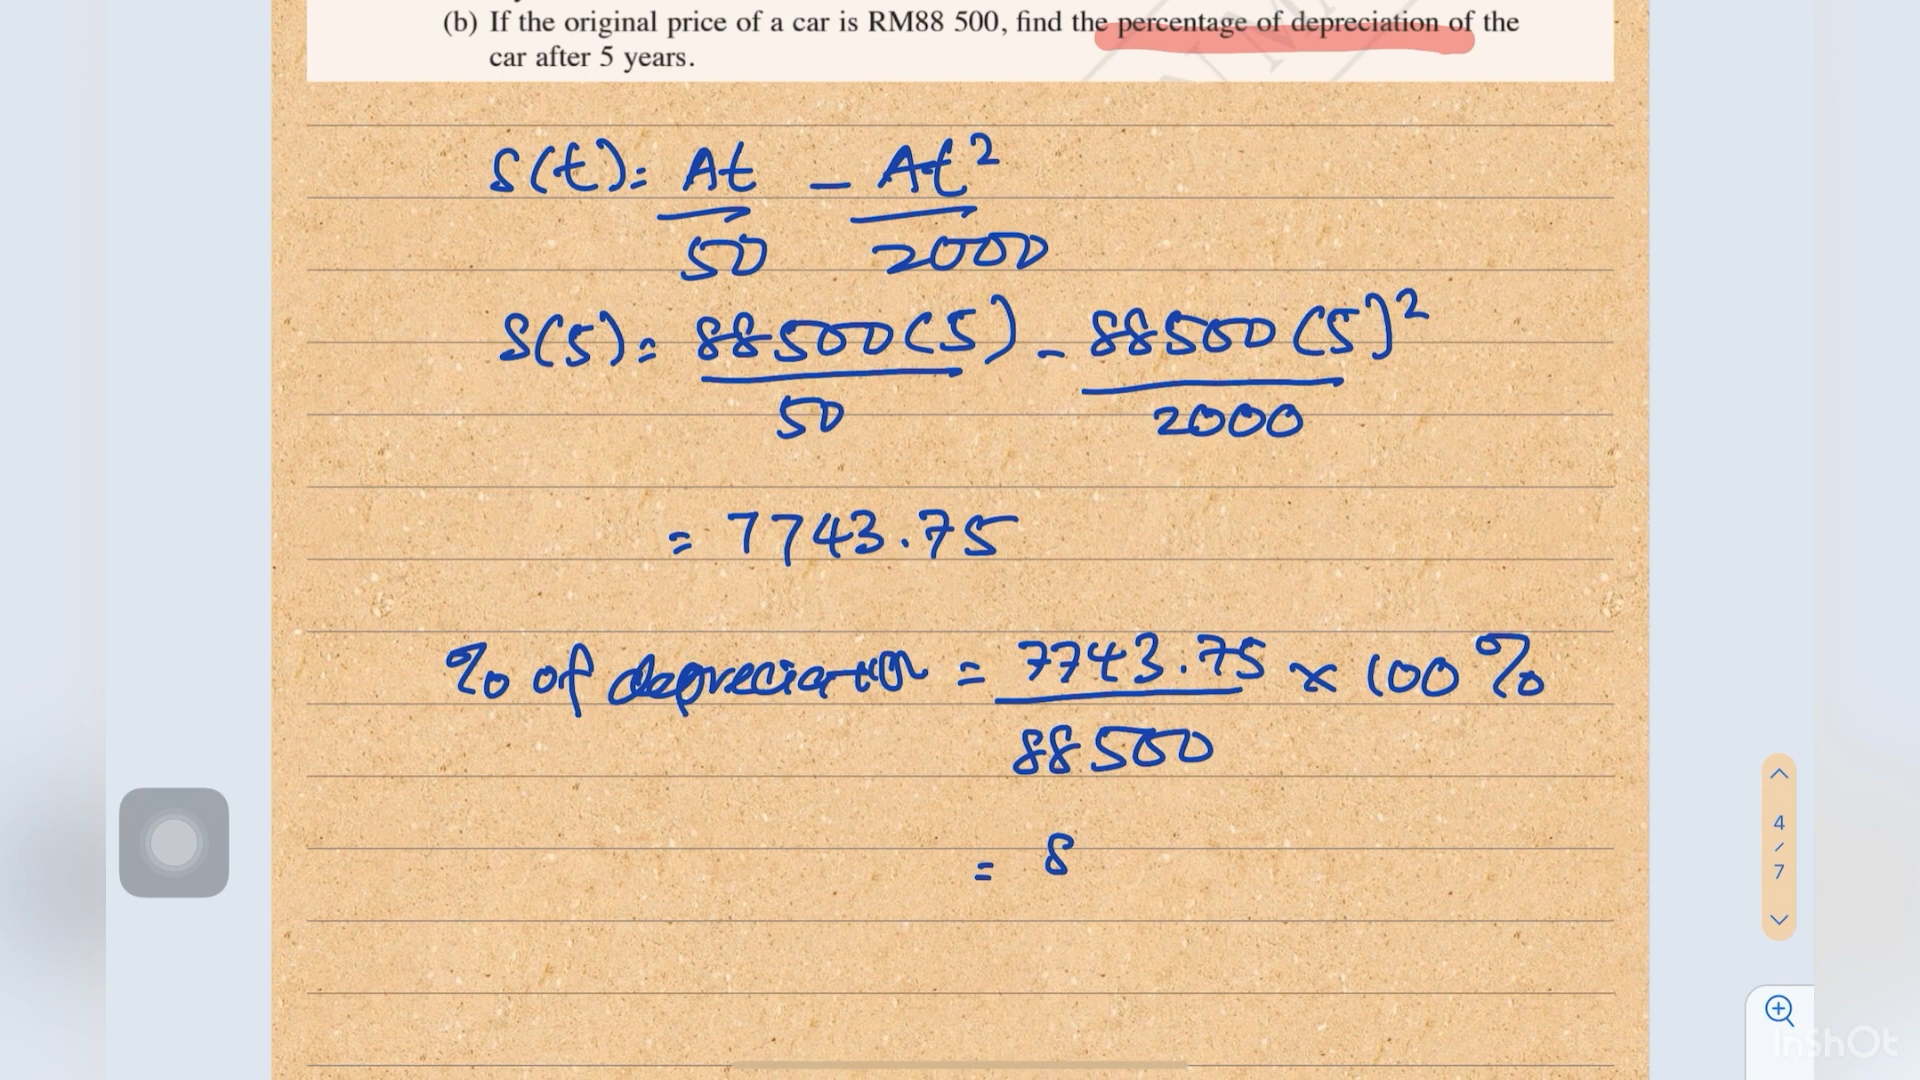 (b) If the original price of a car is RM88 500, find the percentage of depreciation of the
car after 5 years.
S(t) = At/50 - At²/2000
S(5) = 88500(5)/50 - 88500(5)²/2000
= 7743.75
% of depreciation = 7743.75/88500 × 100%
= 8
4
/
7
InShOt